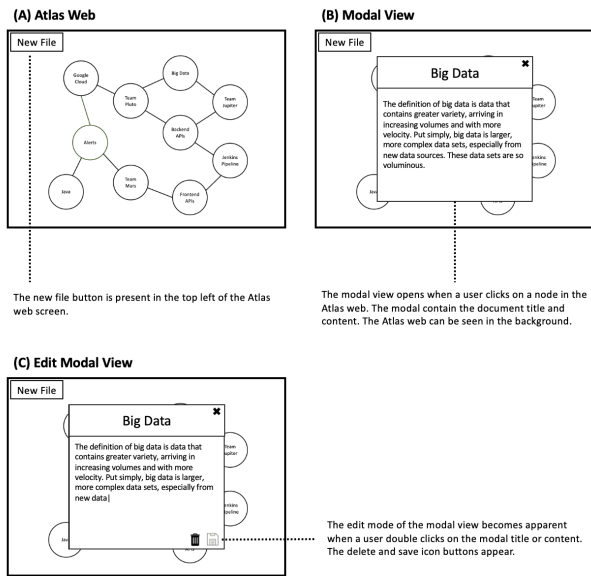 (A) Atlas Web
New File
Google
Cloud
Big Data
Team
Pluto
Team
Jupiter
Backend
APIs
Alerts
Jenkins
Pipeline
Team
Mars
Java
Frontend
APIs
The new file button is present in the top left of the Atlas
web screen.
(B) Modal View
New File
Big Data
✖
The definition of big data is data that
contains greater variety, arriving in
increasing volumes and with more
velocity. Put simply, big data is larger,
more complex data sets, especially from
new data sources. These data sets are so
voluminous.
Team
Jupiter
The modal view opens when a user clicks on a node in the
Atlas web. The modal contain the document title and
content. The Atlas web can be seen in the background.
(C) Edit Modal View
New File
Big Data
✖
The definition of big data is data that
contains greater variety, arriving in
increasing volumes and with more
velocity. Put simply, big data is larger,
more complex data sets, especially from
new data|
Team
The edit mode of the modal view becomes apparent
when a user double clicks on the modal title or content.
The delete and save icon buttons appear.